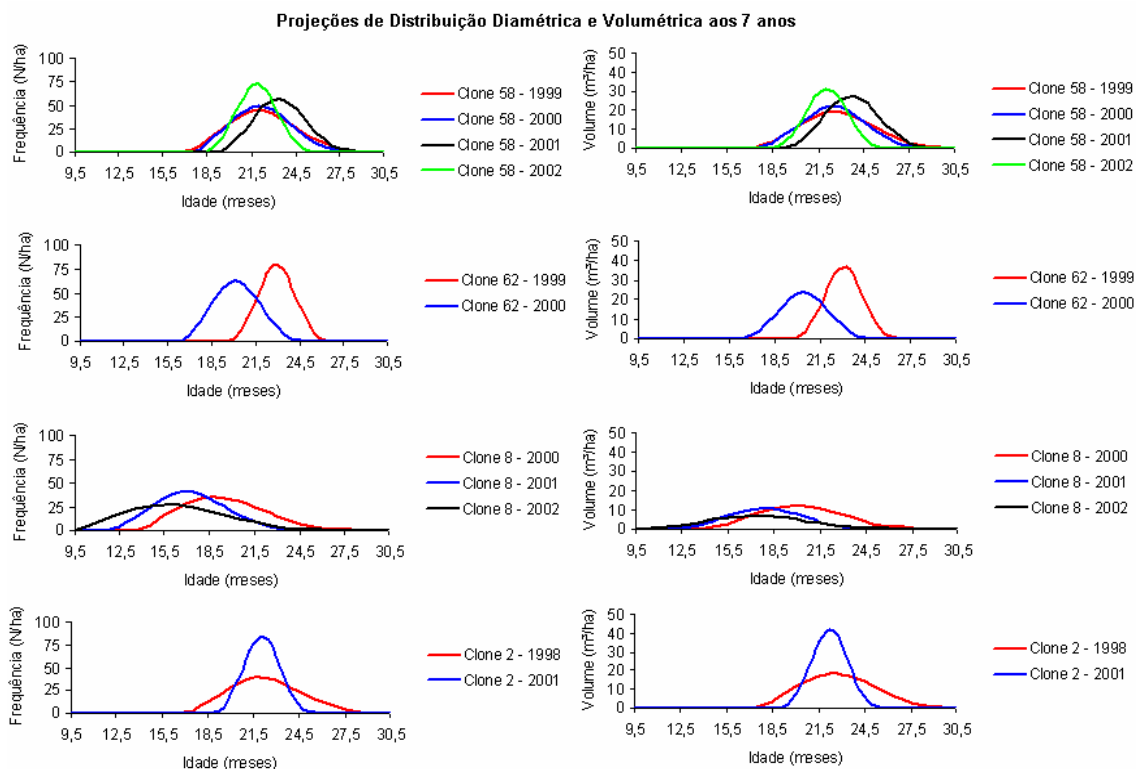 Projeções de Distribuição Diamétrica e Volumétrica aos 7 anos
Frequência (N/ha)
100
75
50
25
0
9,5 12,5 15,5 18,5 21,5 24,5 27,5 30,5
Idade (meses)
Clone 58 - 1999
Clone 58 - 2000
Clone 58 - 2001
Clone 58 - 2002
Volume (m³/ha)
50
40
30
20
10
0
9,5 12,5 15,5 18,5 21,5 24,5 27,5 30,5
Idade (meses)
Clone 58 - 1999
Clone 58 - 2000
Clone 58 - 2001
Clone 58 - 2002
Frequência (N/ha)
100
75
50
25
0
9,5 12,5 15,5 18,5 21,5 24,5 27,5 30,5
Idade (meses)
Clone 62 - 1999
Clone 62 - 2000
Volume (m³/ha)
50
40
30
20
10
0
9,5 12,5 15,5 18,5 21,5 24,5 27,5 30,5
Idade (meses)
Clone 62 - 1999
Clone 62 - 2000
Frequência (N/ha)
100
75
50
25
0
9,5 12,5 15,5 18,5 21,5 24,5 27,5 30,5
Idade (meses)
Clone 8 - 2000
Clone 8 - 2001
Clone 8 - 2002
Volume (m³/ha)
50
40
30
20
10
0
9,5 12,5 15,5 18,5 21,5 24,5 27,5 30,5
Idade (meses)
Clone 8 - 2000
Clone 8 - 2001
Clone 8 - 2002
Frequência (N/ha)
100
75
50
25
0
9,5 12,5 15,5 18,5 21,5 24,5 27,5 30,5
Idade (meses)
Clone 2 - 1998
Clone 2 - 2001
Volume (m³/ha)
50
40
30
20
10
0
9,5 12,5 15,5 18,5 21,5 24,5 27,5 30,5
Idade (meses)
Clone 2 - 1998
Clone 2 - 2001